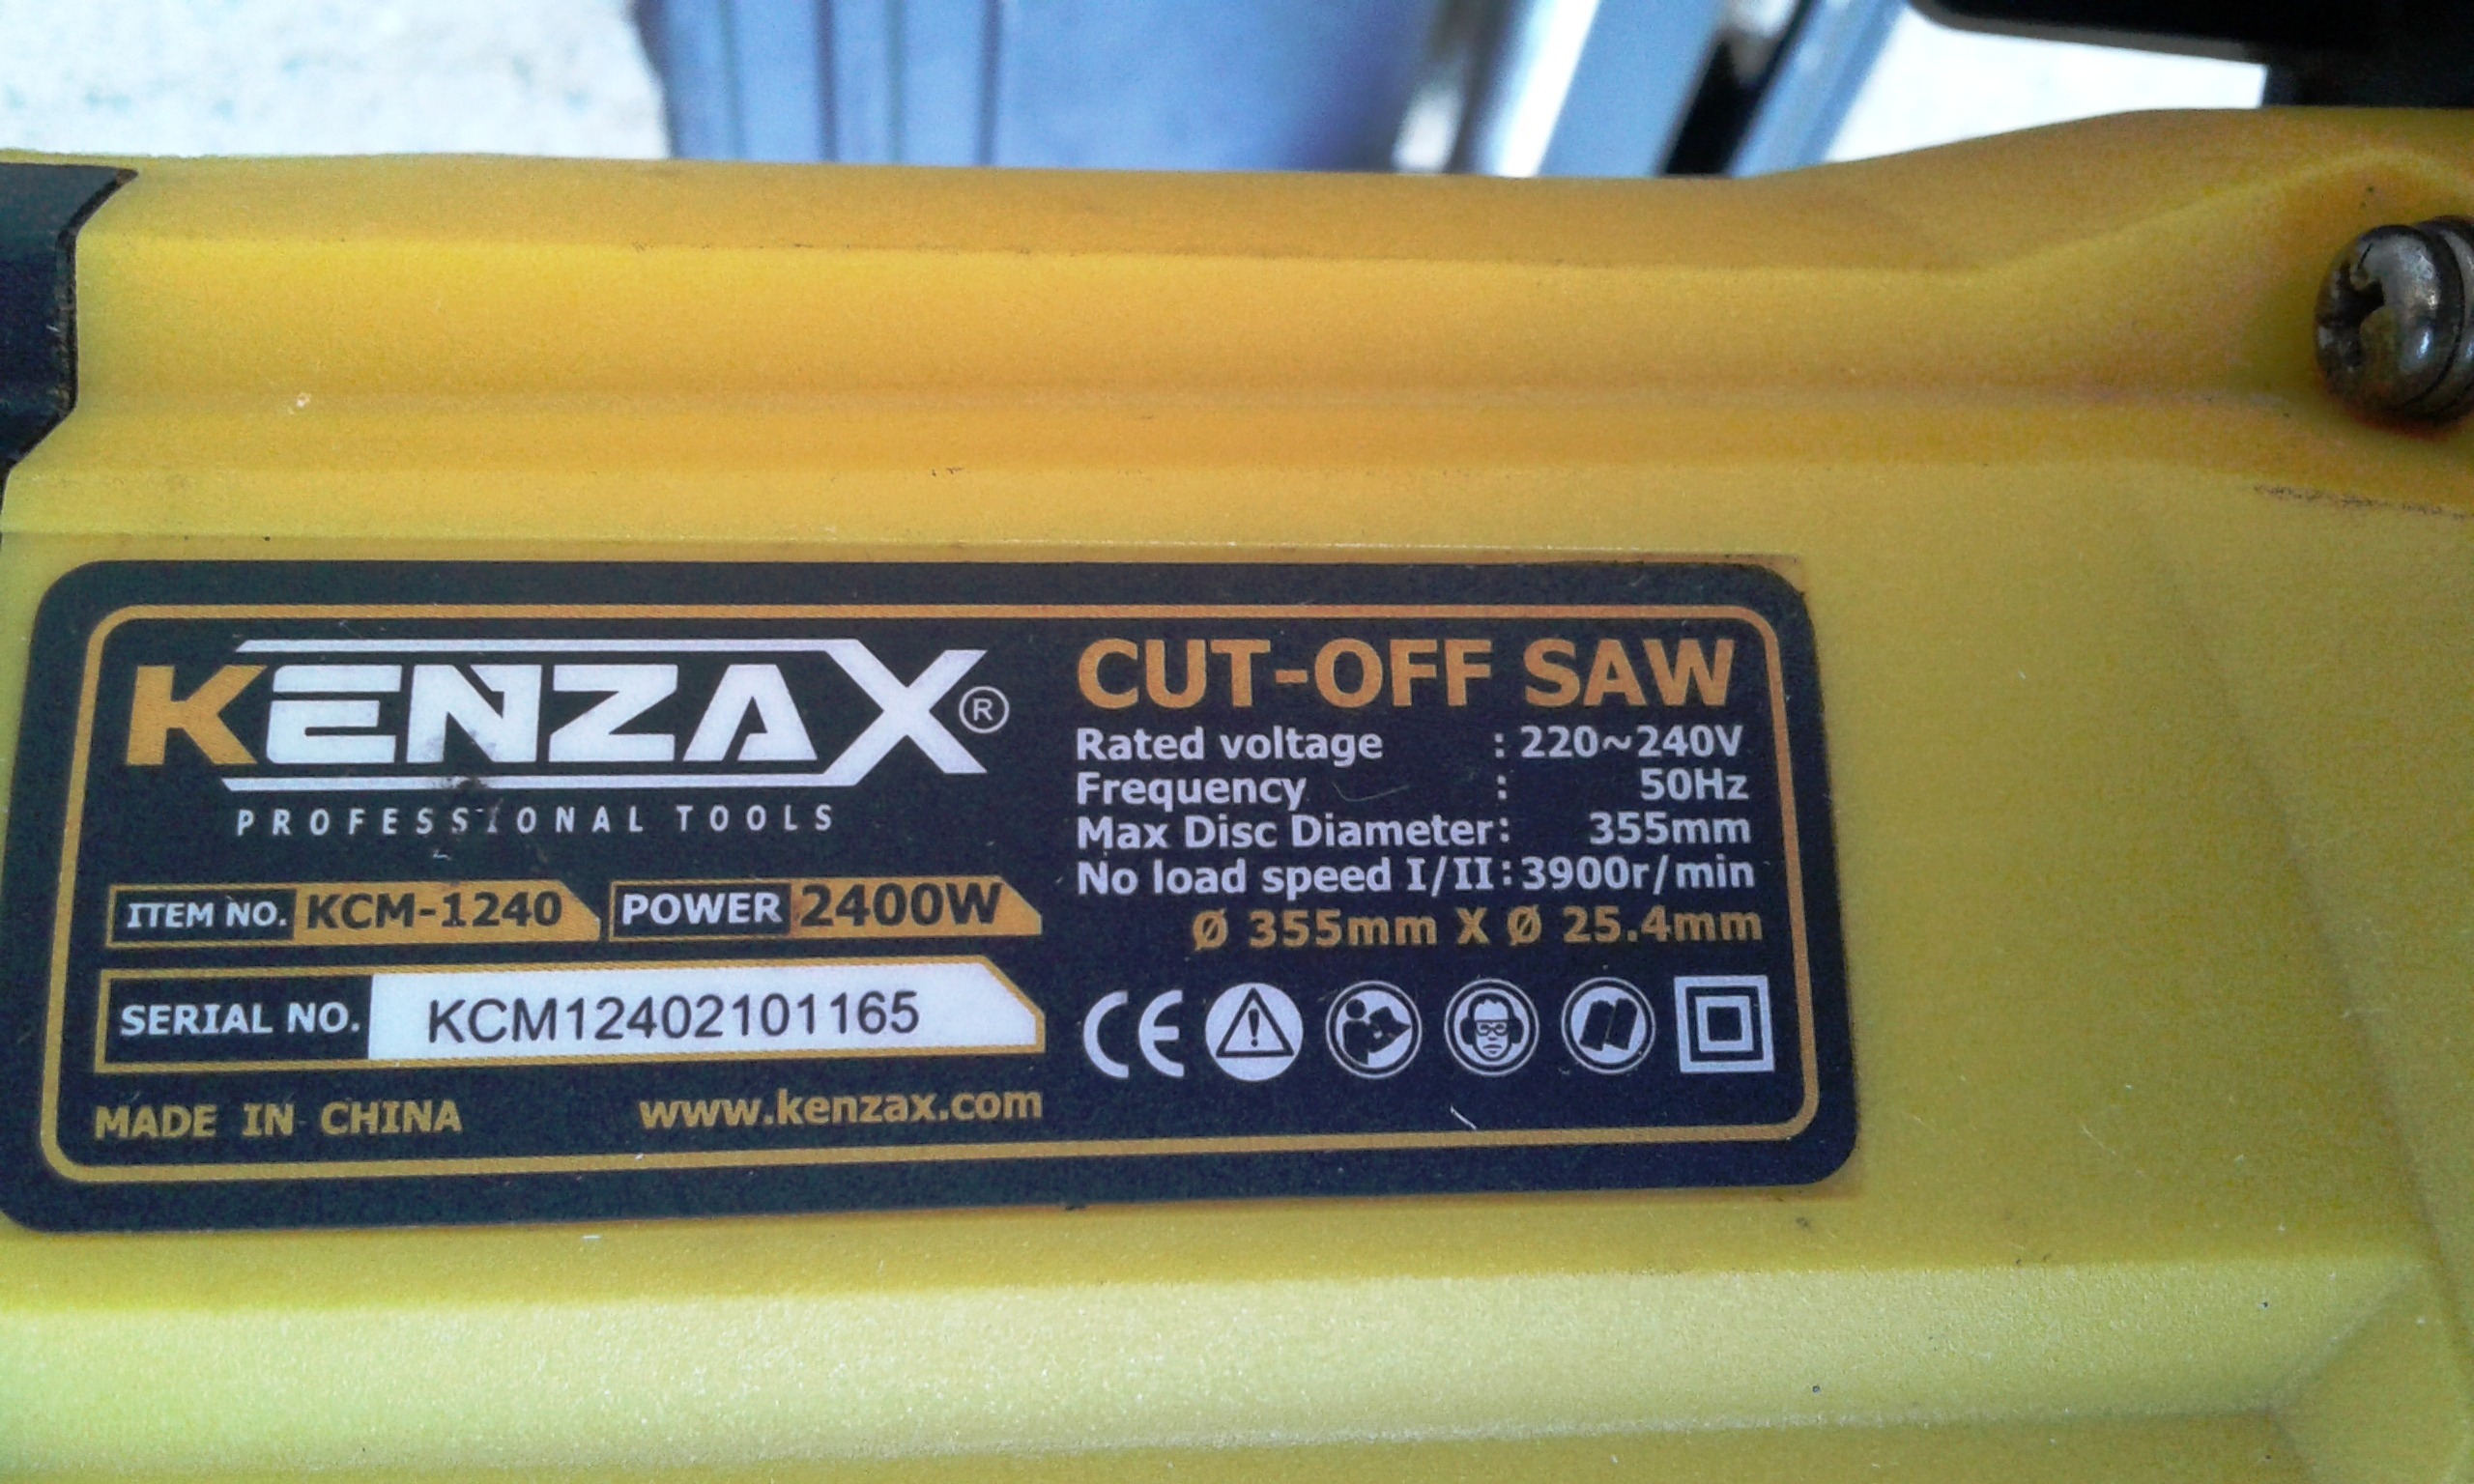 KENZAX®
PROFESSIONAL TOOLS
ITEM NO. KCM-1240 POWER 2400W
SERIAL NO. KCM12402101165
MADE IN CHINA www.kenzax.com
CUT-OFF SAW
Rated voltage : 220~240V
Frequency : 50Hz
Max Disc Diameter: 355mm
No load speed I/II:3900r/min
Ø 355mm X Ø 25.4mm
CE